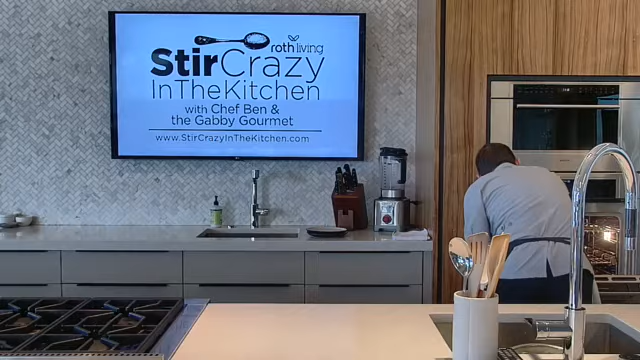 roth living
StirCrazy
InTheKitchen
with Chef Ben &
the Gabby Gourmet
www.StirCrazyInTheKitchen.com